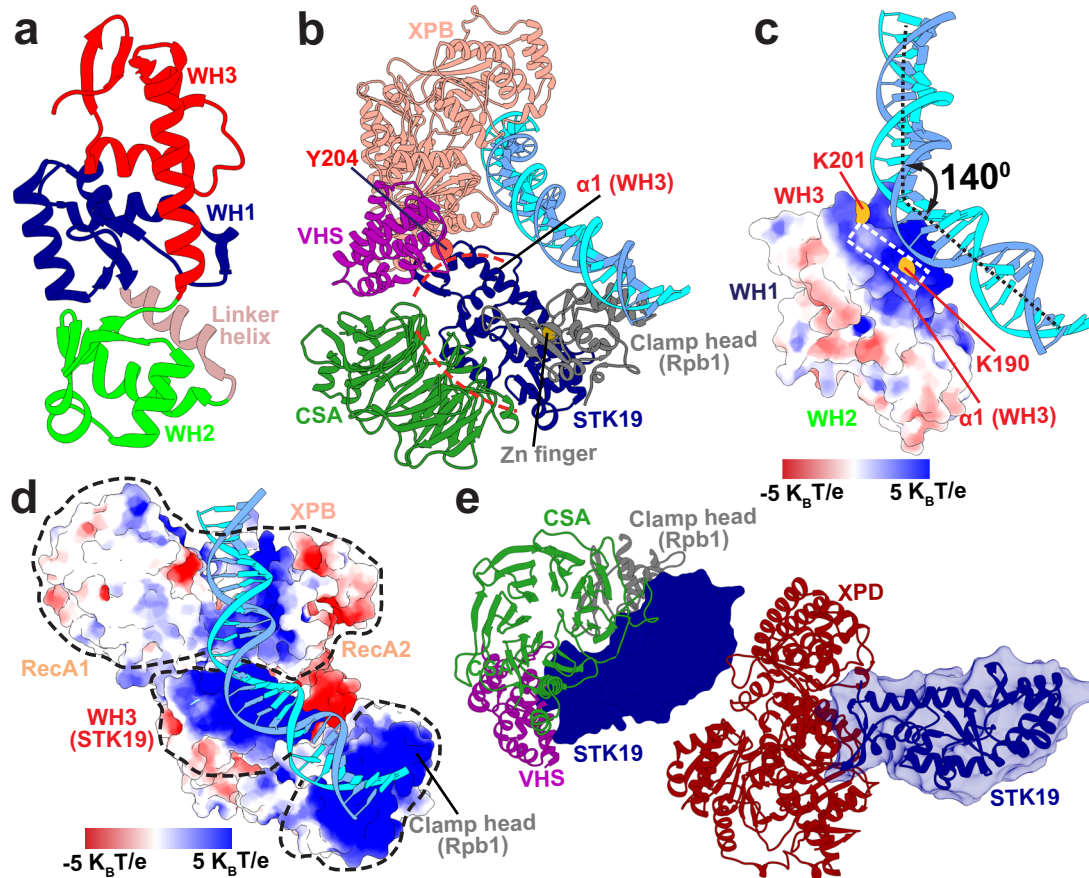 a
WH3
WH1
Linker
helix
WH2
b
XPB
Y204
α1 (WH3)
VHS
Clamp head
(Rpb1)
CSA
STK19
Zn finger
c
K201
140⁰
WH3
WH1
K190
α1 (WH3)
WH2
-5 KBT/e 5 KBT/e
d
XPB
RecA1
RecA2
WH3
(STK19)
Clamp head
(Rpb1)
-5 KBT/e 5 KBT/e
e
CSA
Clamp head
(Rpb1)
XPD
STK19
VHS
STK19